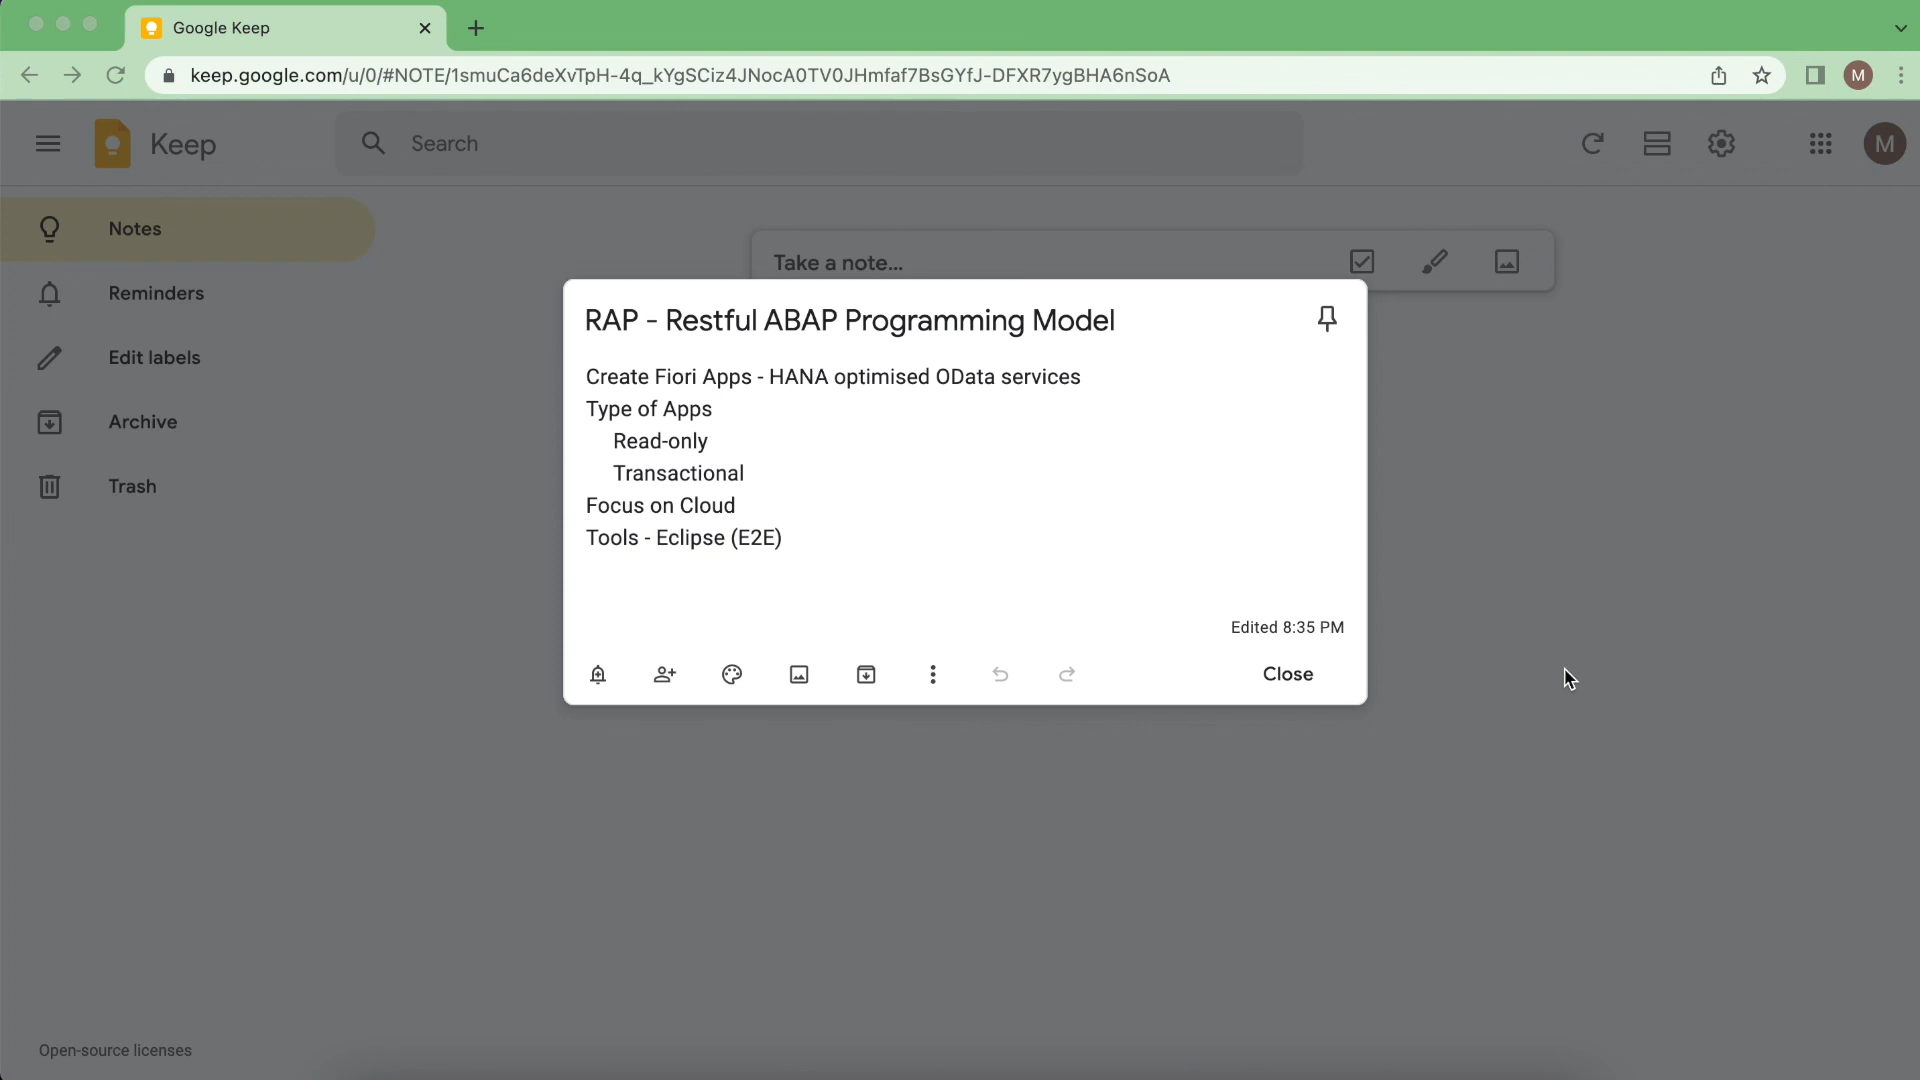 Google Keep
keep.google.com/u/0/#NOTE/1smuCa6deXvTpH-4q_kYgSCiz4JNocA0TV0JHmfaf7BsGYfJ-DFXR7ygBHA6nSoA
M
Keep
Search
M
Notes
Take a note...
Reminders
Edit labels
Archive
Trash
RAP - Restful ABAP Programming Model
Create Fiori Apps - HANA optimised OData services
Type of Apps
Read-only
Transactional
Focus on Cloud
Tools - Eclipse (E2E)
Edited 8:35 PM
Close
Open-source licenses